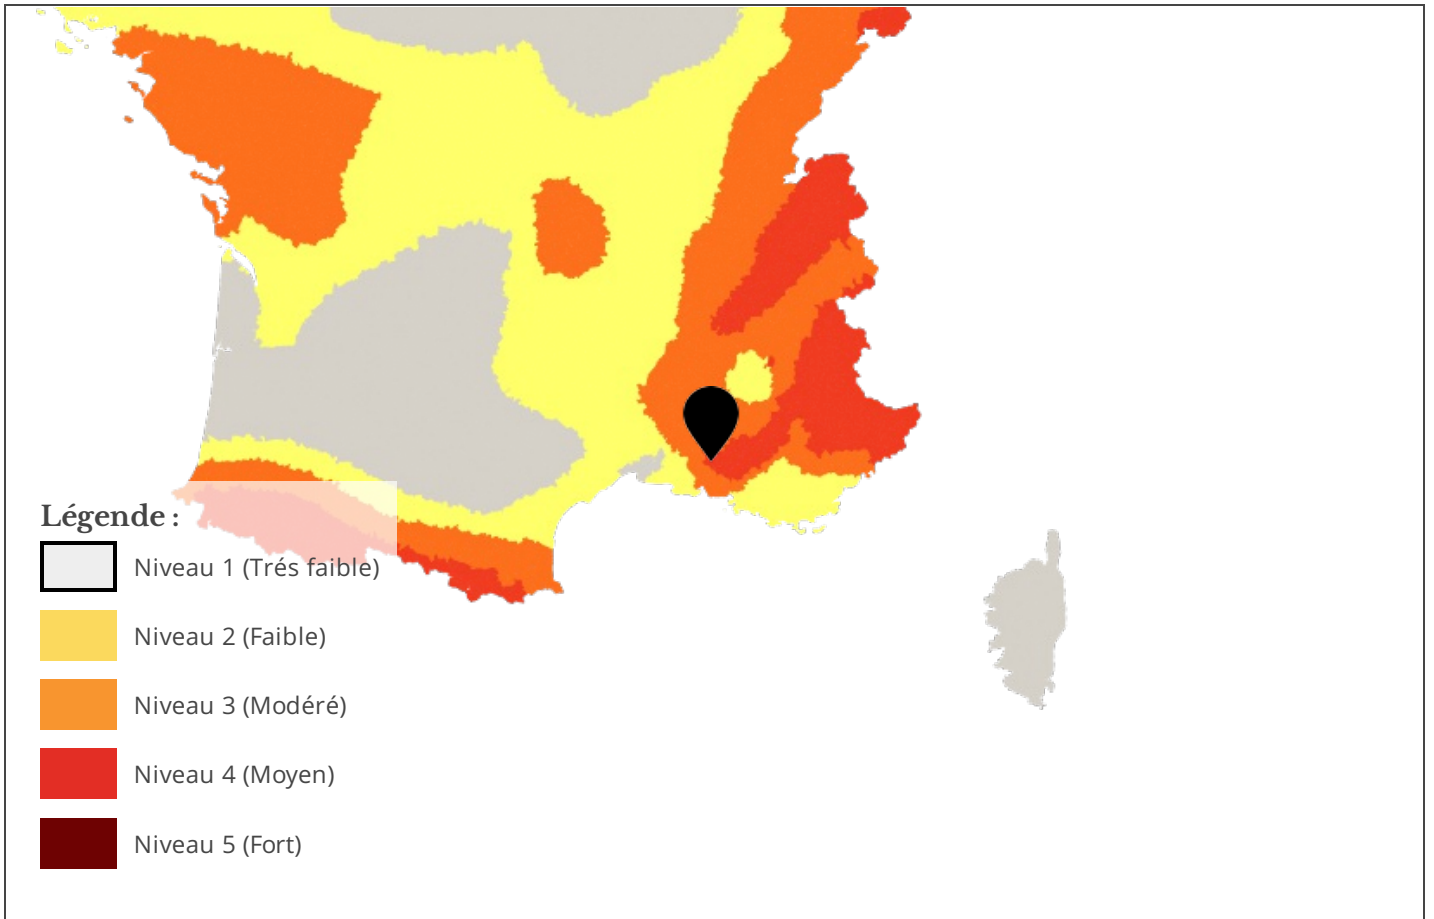 Légende :
Niveau 1 (Trés faible)
Niveau 2 (Faible)
Niveau 3 (Modéré)
Niveau 4 (Moyen)
Niveau 5 (Fort)